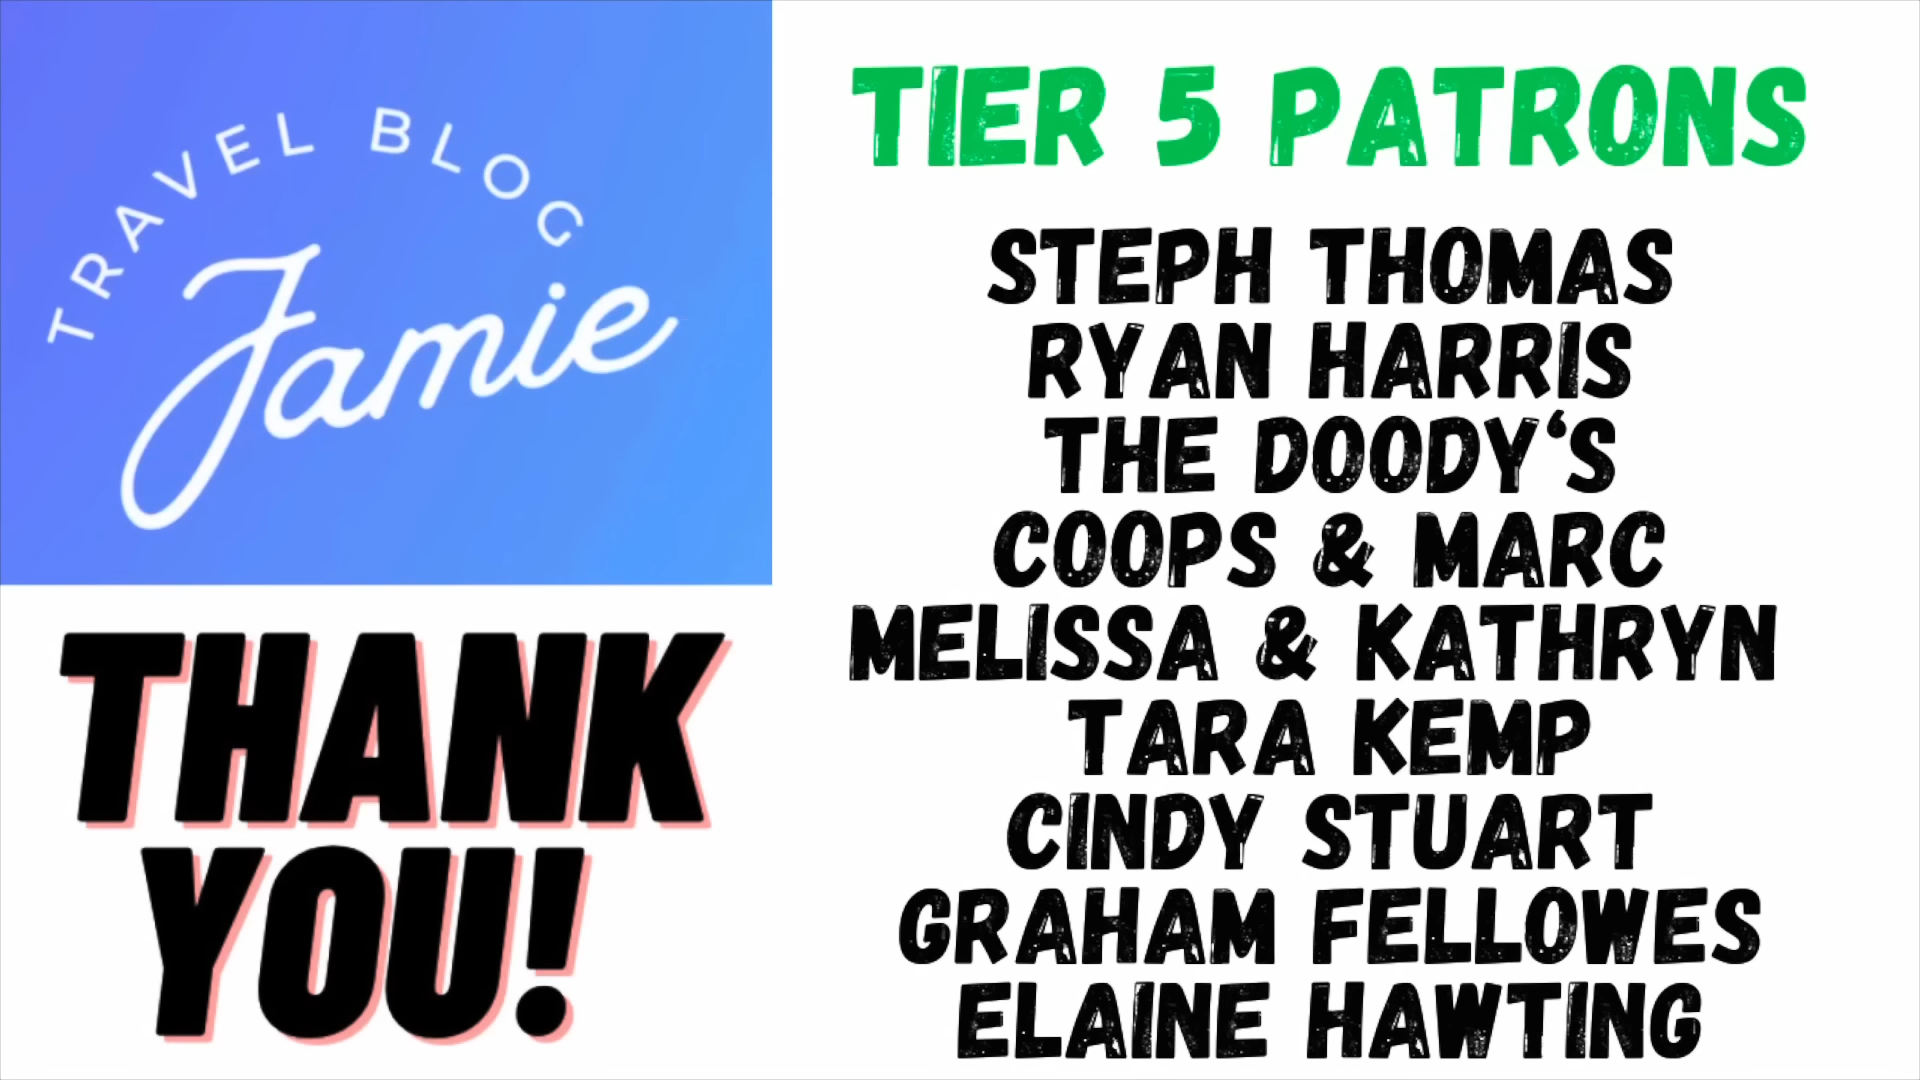 TRAVEL BLOG
Jamie
THANK
YOU!
TIER 5 PATRONS
STEPH THOMAS
RYAN HARRIS
THE DOODY‘S
COOPS & MARC
MELISSA & KATHRYN
TARA KEMP
CINDY STUART
GRAHAM FELLOWES
ELAINE HAWTING